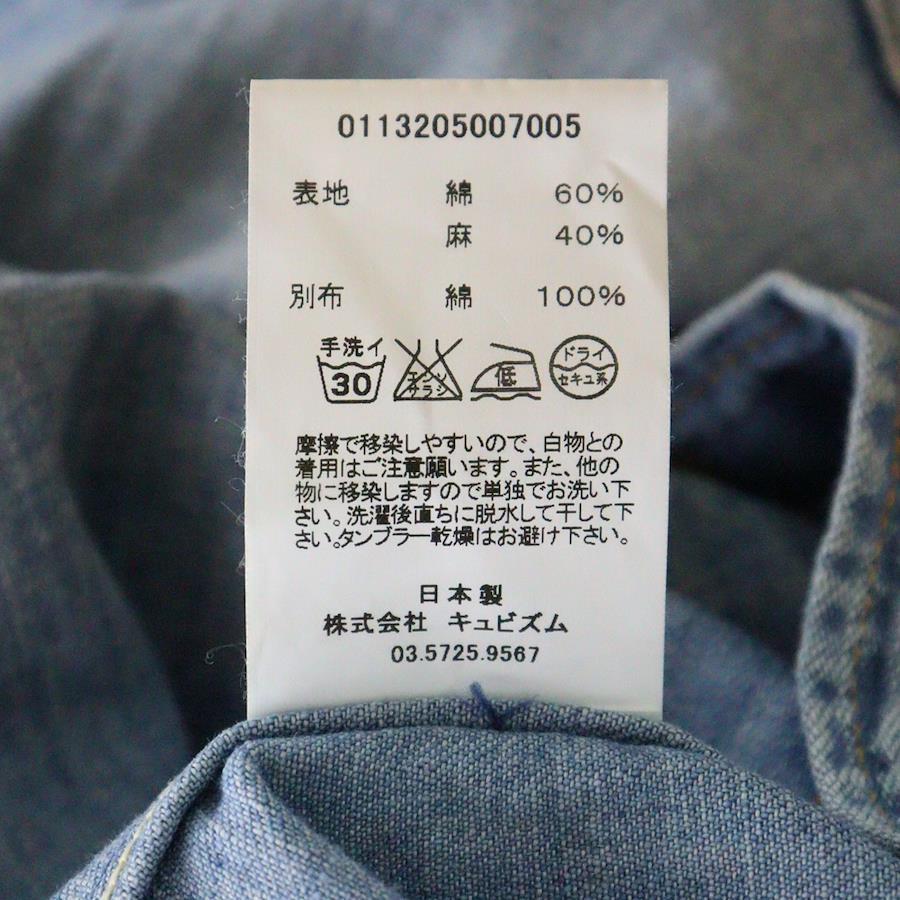 0113205007005
表地 綿 60%
麻 40%
別布 綿 100%
手洗イ
30 エンソ サラシ 低 ドライ セキユ系
摩擦で移染しやすいので、白物との
着用はご注意願います。また、他の
物に移染しますので単独でお洗い下
さい。洗濯後直ちに脱水して干して下
さい。タンブラー乾燥はお避け下さい。
日本製
株式会社 キュビズム
03.5725.9567